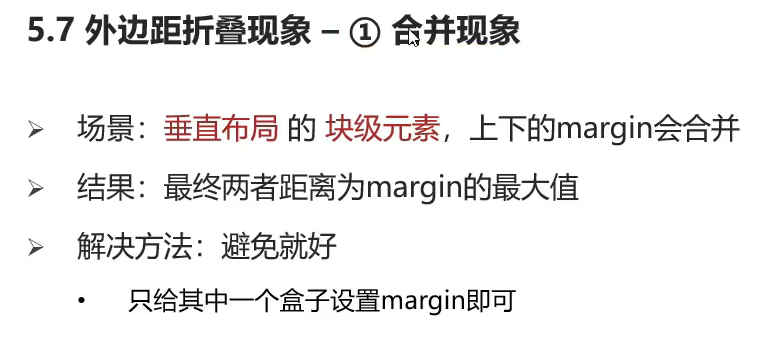 5.7 外边距折叠现象 – ① 合并现象
➢ 场景：垂直布局 的 块级元素，上下的margin会合并
➢ 结果：最终两者距离为margin的最大值
➢ 解决方法：避免就好
• 只给其中一个盒子设置margin即可